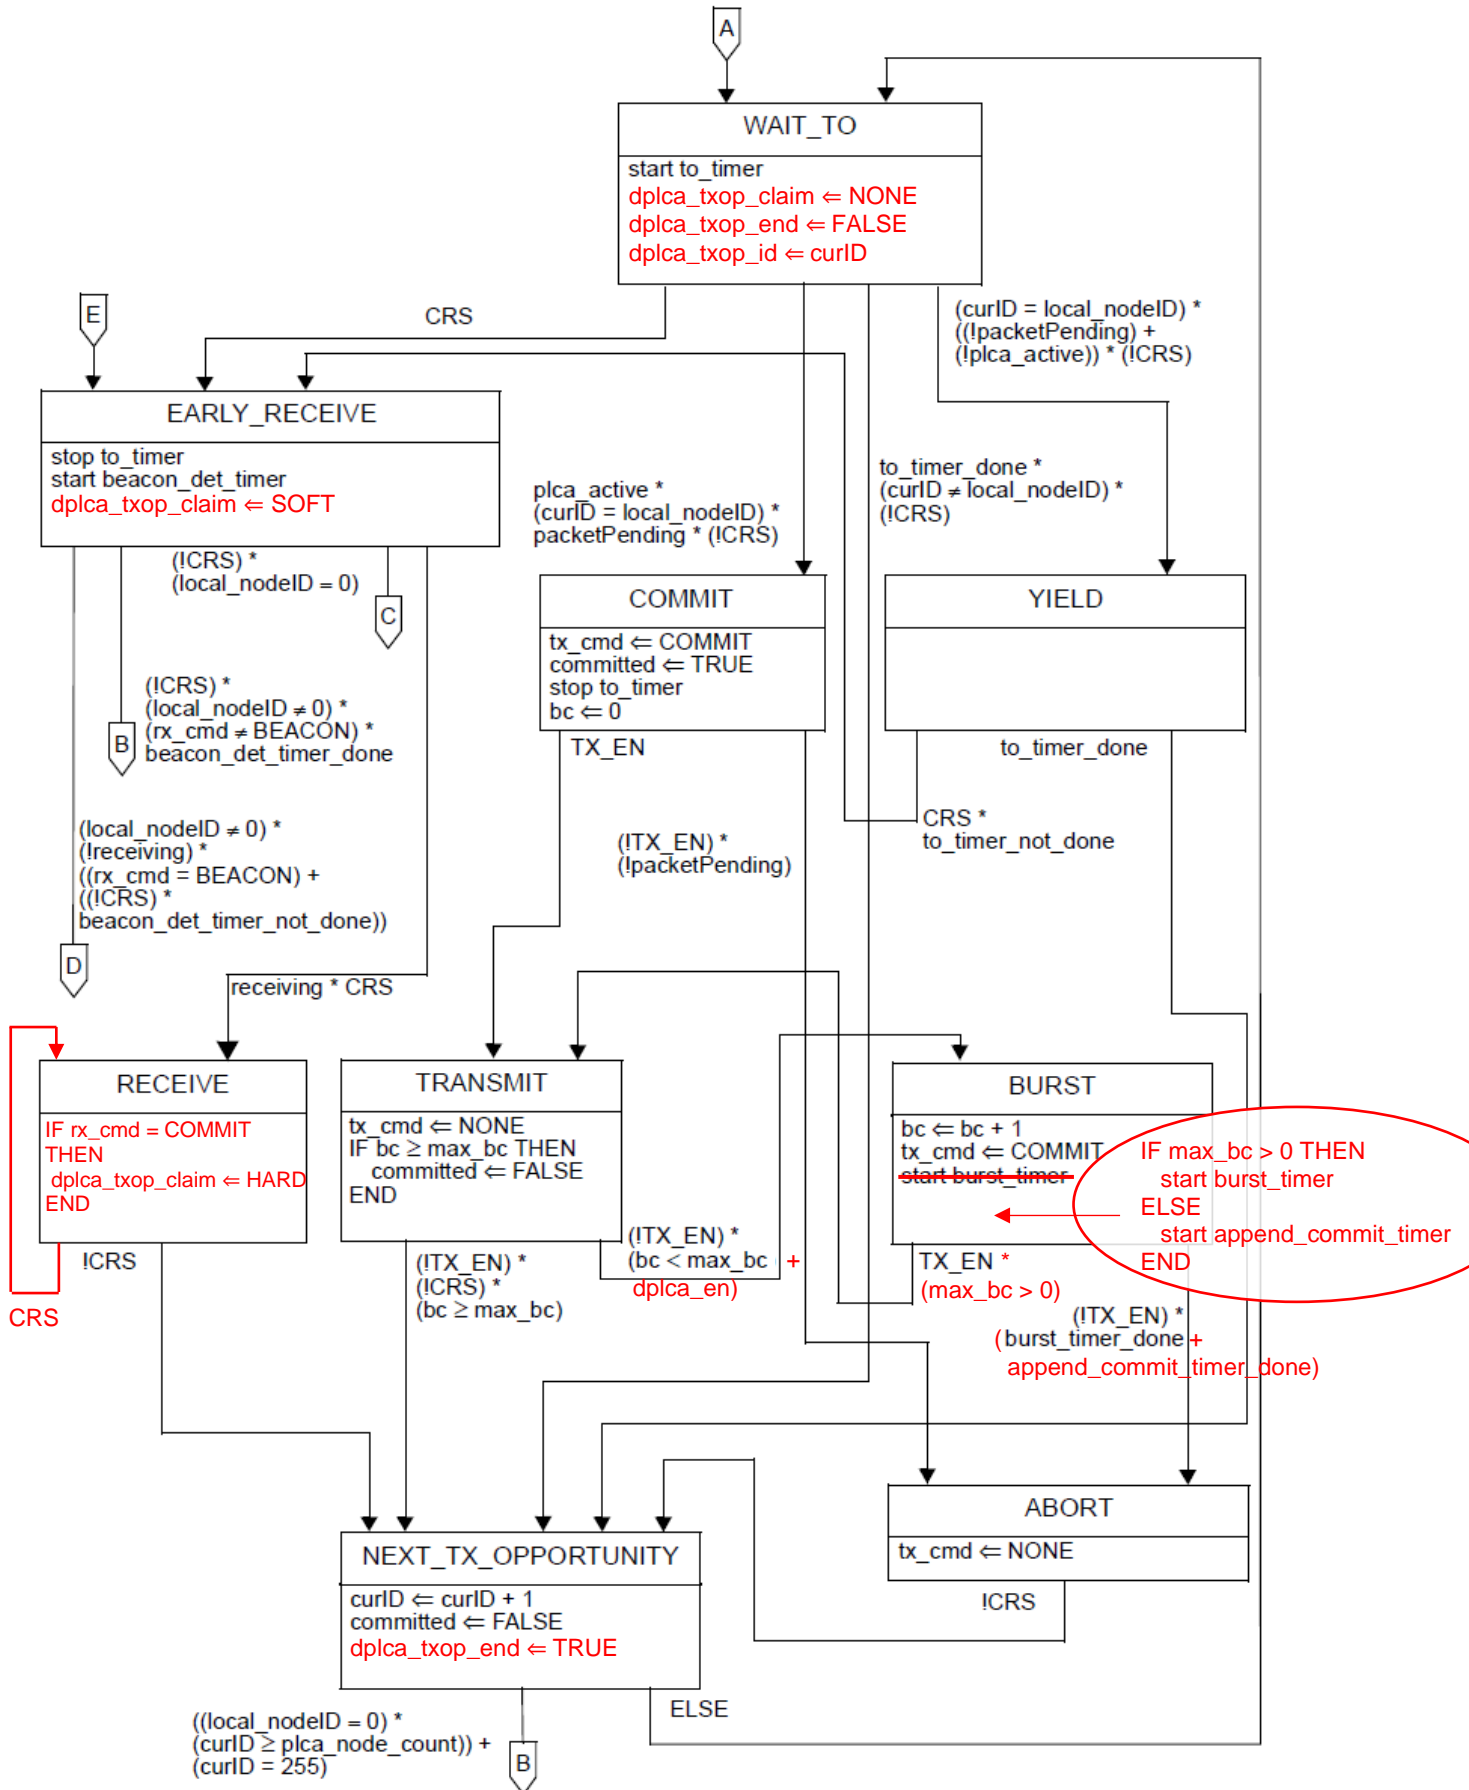 A
WAIT_TO
start to_timer
dplca_txop_claim ⇐ NONE
dplca_txop_end ⇐ FALSE
dplca_txop_id ⇐ curID
E
CRS
(curID = local_nodeID) *
((!packetPending) +
(!plca_active)) * (!CRS)
EARLY_RECEIVE
stop to_timer
start beacon_det_timer
dplca_txop_claim ⇐ SOFT
plca_active *
(curID = local_nodeID) *
packetPending * (!CRS)
to_timer_done *
(curID ≠ local_nodeID) *
(!CRS)
(!CRS) *
(local_nodeID = 0)
C
COMMIT
tx_cmd ⇐ COMMIT
committed ⇐ TRUE
stop to_timer
bc ⇐ 0
YIELD
(!CRS) *
(local_nodeID ≠ 0) *
(rx_cmd ≠ BEACON) *
beacon_det_timer_done
B
TX_EN
to_timer_done
(!TX_EN) *
(!packetPending)
CRS *
to_timer_not_done
(local_nodeID ≠ 0) *
(!receiving) *
((rx_cmd = BEACON) +
((!CRS) *
beacon_det_timer_not_done))
D
receiving * CRS
RECEIVE
IF rx_cmd = COMMIT
THEN
dplca_txop_claim ⇐ HARD
END
TRANSMIT
tx_cmd ⇐ NONE
IF bc ≥ max_bc THEN
committed ⇐ FALSE
END
BURST
bc ⇐ bc + 1
tx_cmd ⇐ COMMIT
start burst_timer
IF max_bc > 0 THEN
start burst_timer
ELSE
start append_commit_timer
END
!CRS
CRS
(!TX_EN) *
(!CRS) *
(bc ≥ max_bc)
(!TX_EN) *
(bc < max_bc +
dplca_en)
TX_EN *
(max_bc > 0)
(!TX_EN) *
(burst_timer_done +
append_commit_timer_done)
ABORT
tx_cmd ⇐ NONE
NEXT_TX_OPPORTUNITY
curID ⇐ curID + 1
committed ⇐ FALSE
dplca_txop_end ⇐ TRUE
!CRS
ELSE
((local_nodeID = 0) *
(curID ≥ plca_node_count)) +
(curID = 255)
B